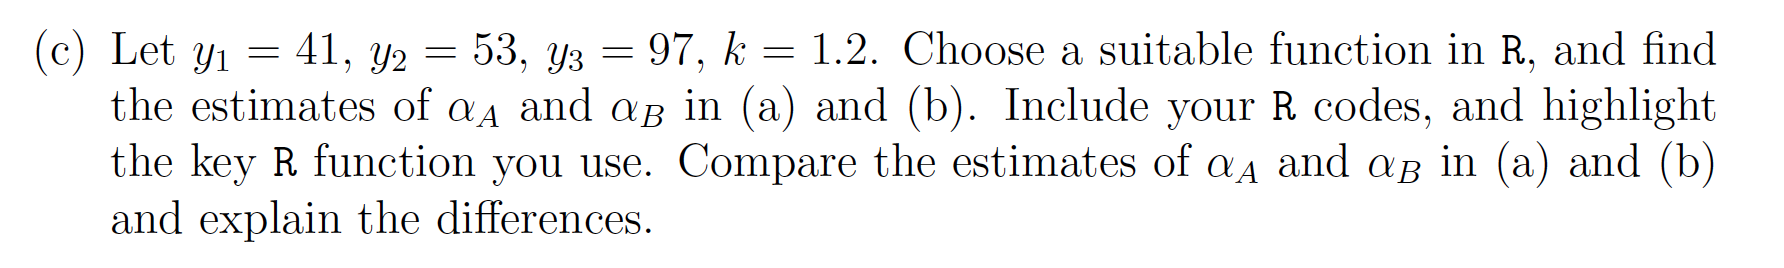 (c) Let y₁ = 41, y₂ = 53, y₃ = 97, k = 1.2. Choose a suitable function in R, and find
the estimates of α_A and α_B in (a) and (b). Include your R codes, and highlight
the key R function you use. Compare the estimates of α_A and α_B in (a) and (b)
and explain the differences.